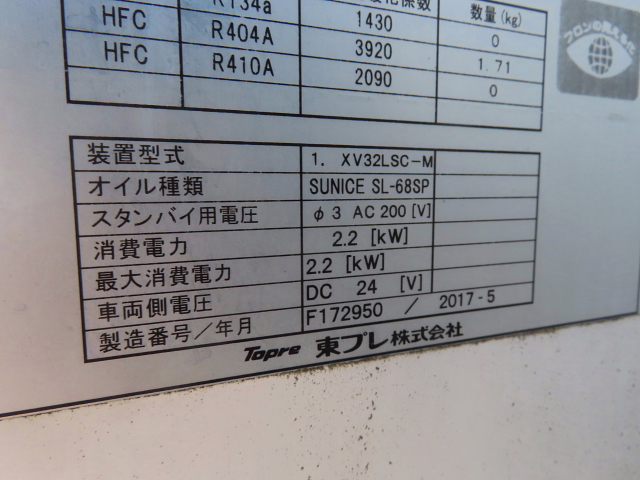 R134a 1430 0
HFC R404A 3920 1.71
HFC R410A 2090 0
数量(kg)
装置型式 1. XV32LSC-M
オイル種類 SUNICE SL-68SP
スタンバイ用電圧 φ3 AC 200 [V]
消費電力 2.2 [kW]
最大消費電力 2.2 [kW]
車両側電圧 DC 24 [V]
製造番号/年月 F172950 / 2017-5
Topre 東プレ株式会社